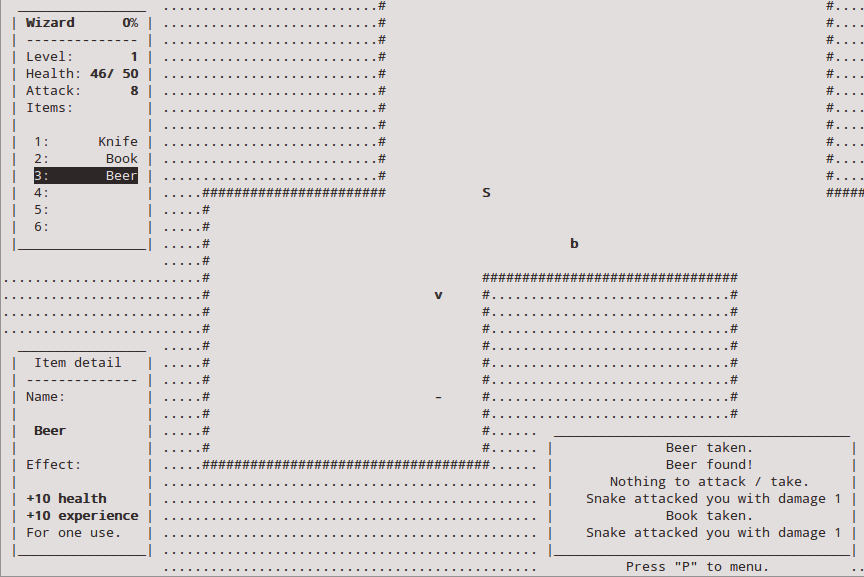 Wizard 0%
--------------
Level: 1
Health: 46/ 50
Attack: 8
Items:
1: Knife
2: Book
3: Beer
4:
5:
6:
S
b
v
-
Item detail
--------------
Name:
Beer
Effect:
+10 health
+10 experience
For one use.
Beer taken.
Beer found!
Nothing to attack / take.
Snake attacked you with damage 1
Book taken.
Snake attacked you with damage 1
Press "P" to menu.